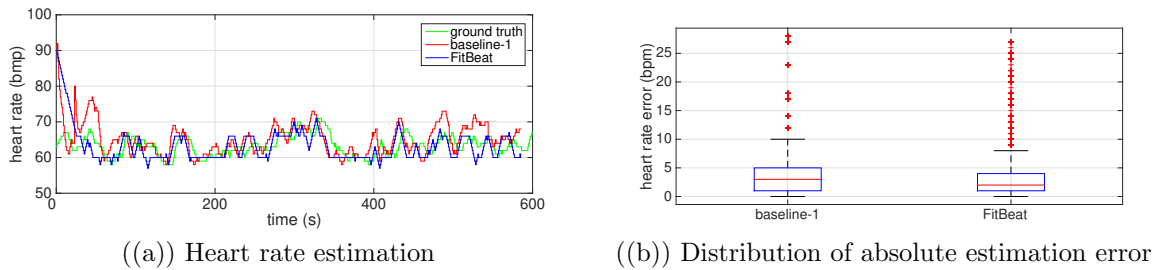 100
90
80
70
60
50
heart rate (bmp)
0
200
400
600
time (s)
ground truth
baseline-1
FitBeat
((a)) Heart rate estimation
25
20
15
10
5
0
heart rate error (bpm)
baseline-1
FitBeat
((b)) Distribution of absolute estimation error